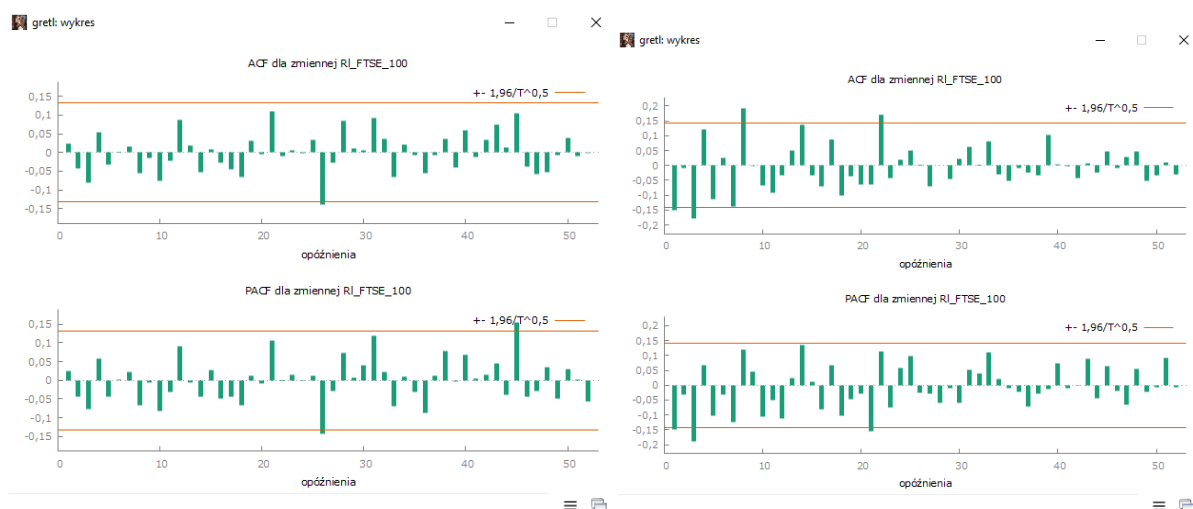 gretl: wykres
ACF dla zmiennej Rl_FTSE_100
+- 1,96/T^0,5
0,15
0,1
0,05
0
-0,05
-0,1
-0,15
0 10 20 30 40 50
opóźnienia
PACF dla zmiennej Rl_FTSE_100
+- 1,96/T^0,5
0,15
0,1
0,05
0
-0,05
-0,1
-0,15
0 10 20 30 40 50
opóźnienia
gretl: wykres
ACF dla zmiennej Rl_FTSE_100
+- 1,96/T^0,5
0,2
0,15
0,1
0,05
0
-0,05
-0,1
-0,15
-0,2
0 10 20 30 40 50
opóźnienia
PACF dla zmiennej Rl_FTSE_100
+- 1,96/T^0,5
0,2
0,15
0,1
0,05
0
-0,05
-0,1
-0,15
-0,2
0 10 20 30 40 50
opóźnienia